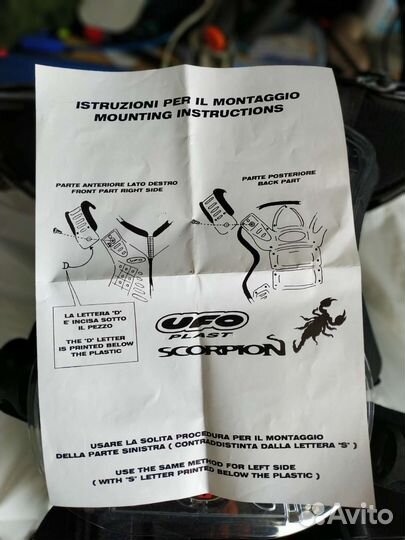 ISTRUZIONI PER IL MONTAGGIO
MOUNTING INSTRUCTIONS
PARTE ANTERIORE LATO DESTRO
FRONT PART RIGHT SIDE
PARTE POSTERIORE
BACK PART
D
UFO
LA LETTERA 'D'
E' INCISA SOTTO
IL PEZZO
THE 'D' LETTER
IS PRINTED BELOW
THE PLASTIC
UFO
PLAST
SCORPION
USARE LA SOLITA PROCEDURA PER IL MONTAGGIO
DELLA PARTE SINISTRA ( CONTRADDISTINTA DALLA LETTERA "S" )
USE THE SAME METHOD FOR LEFT SIDE
( WITH "S" LETTER PRINTED BELOW THE PLASTIC )
Avito